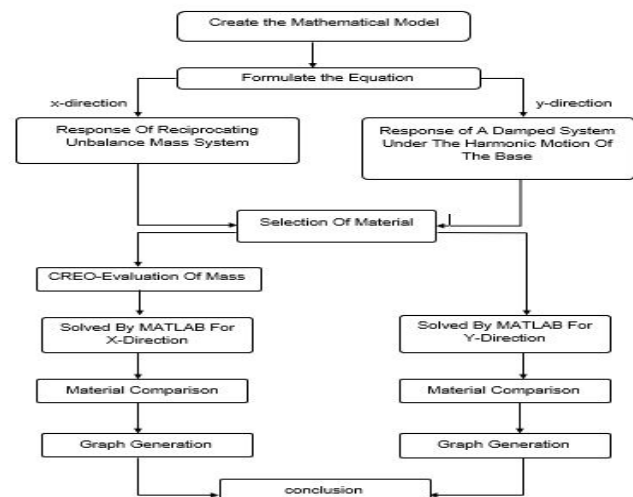 Create the Mathematical Model
Formulate the Equation
x-direction
y-direction
Response Of Reciprocating
Unbalance Mass System
Response of A Damped System
Under The Harmonic Motion Of
The Base
Selection Of Material
CREO-Evaluation Of Mass
Solved By MATLAB For
X-Direction
Solved By MATLAB For
Y-Direction
Material Comparison
Material Comparison
Graph Generation
Graph Generation
conclusion